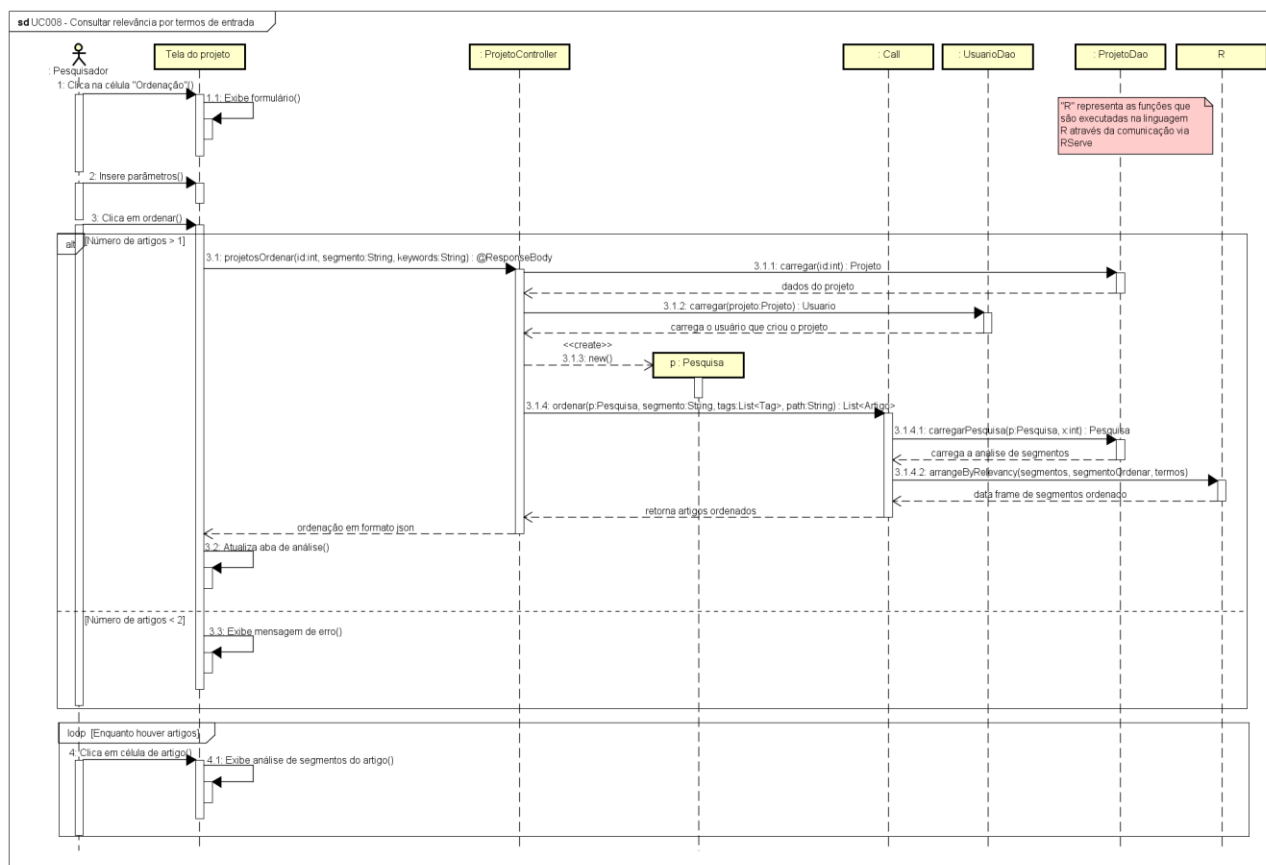 sd UC008 - Consultar relevância por termos de entrada
: Pesquisador
Tela do projeto
: ProjetoController
: Call
: UsuarioDao
: ProjetoDao
R
1: Clica na célula "Ordenação"()
1.1: Exibe formulário()
"R" representa as funções que
são executadas na linguagem
R através da comunicação via
RServe
2: Insere parâmetros()
3: Clica em ordenar()
alt
[Número de artigos > 1]
3.1: projetosOrdenar(id:int, segmento:String, keywords:String) : @ResponseBody
3.1.1: carregar(id:int) : Projeto
dados do projeto
3.1.2: carregar(projeto:Projeto) : Usuario
carrega o usuário que criou o projeto
<<create>>
3.1.3: new()
p : Pesquisa
3.1.4: ordenar(p:Pesquisa, segmento:String, tags:List<Tag>, path:String) : List<Artigo>
3.1.4.1: carregarPesquisa(p:Pesquisa, x:int) : Pesquisa
carrega a análise de segmentos
3.1.4.2: arrangeByRelevancy(segmentos, segmentoOrdenar, termos)
data frame de segmentos ordenado
retorna artigos ordenados
ordenação em formato json
3.2: Atualiza aba de análise()
[Número de artigos < 2]
3.3: Exibe mensagem de erro()
loop [Enquanto houver artigos]
4: Clica em célula de artigo()
4.1: Exibe análise de segmentos do artigo()